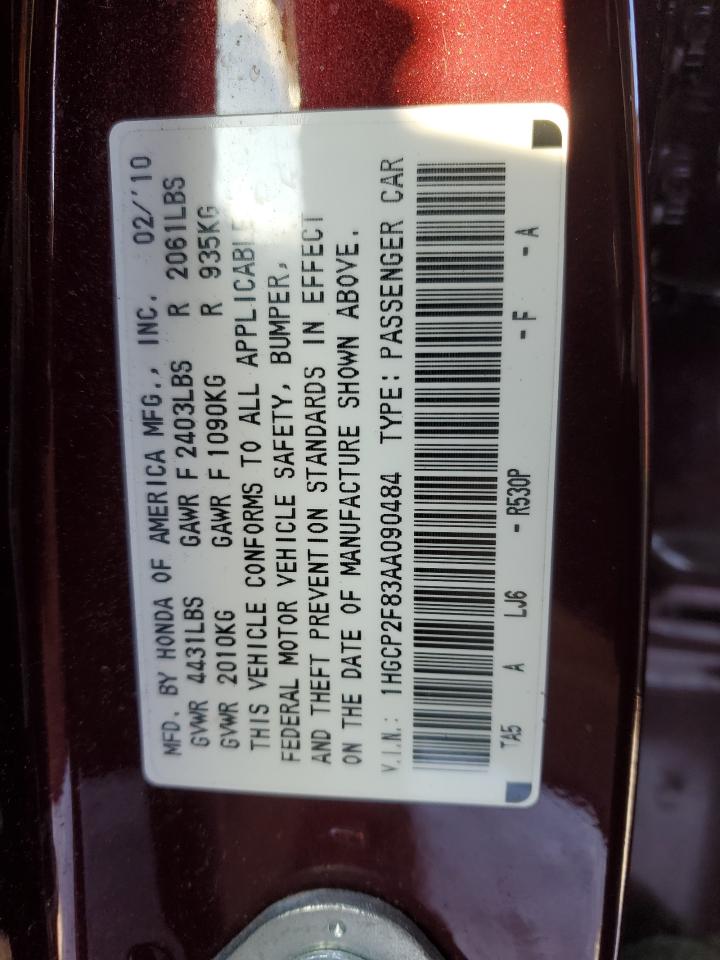 MFD. BY HONDA OF AMERICA MFG., INC. 02/'10
GVWR 4431LBS GAWR F 2403LBS R 2061LBS
GVWR 2010KG GAWR F 1090KG R 935KG
THIS VEHICLE CONFORMS TO ALL APPLICABLE
FEDERAL MOTOR VEHICLE SAFETY, BUMPER,
AND THEFT PREVENTION STANDARDS IN EFFECT
ON THE DATE OF MANUFACTURE SHOWN ABOVE.
V.I.N.: 1HGCP2F83AA090484 TYPE: PASSENGER CAR
TA5 A LJ6 - R530P - F - A